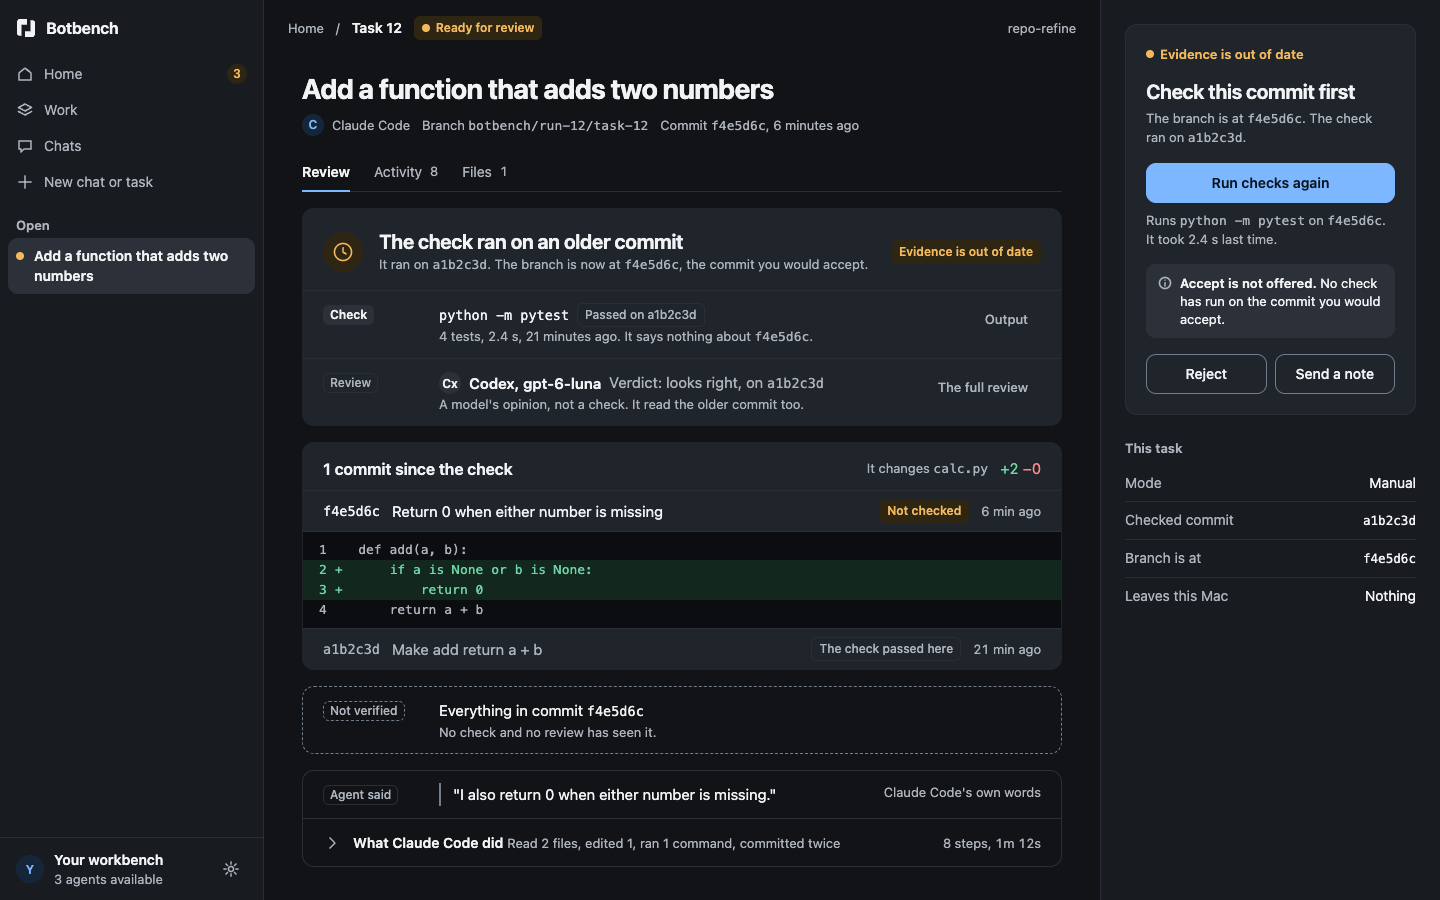 Botbench
Home 3
Work
Chats
New chat or task
Open
Add a function that adds two
numbers
Y
Your workbench
3 agents available
Home / Task 12 Ready for review
repo-refine
Add a function that adds two numbers
C Claude Code Branch botbench/run-12/task-12 Commit f4e5d6c, 6 minutes ago
Review Activity 8 Files 1
The check ran on an older commit
It ran on a1b2c3d. The branch is now at f4e5d6c, the commit you would accept.
Evidence is out of date
Check
python -m pytest Passed on a1b2c3d
4 tests, 2.4 s, 21 minutes ago. It says nothing about f4e5d6c.
Output
Review
Cx Codex, gpt-6-luna Verdict: looks right, on a1b2c3d
A model's opinion, not a check. It read the older commit too.
The full review
1 commit since the check
It changes calc.py +2 −0
f4e5d6c Return 0 when either number is missing
Not checked 6 min ago
1 def add(a, b):
2 + if a is None or b is None:
3 + return 0
4 return a + b
a1b2c3d Make add return a + b
The check passed here 21 min ago
Not verified
Everything in commit f4e5d6c
No check and no review has seen it.
Agent said
"I also return 0 when either number is missing."
Claude Code's own words
What Claude Code did Read 2 files, edited 1, ran 1 command, committed twice
8 steps, 1m 12s
Evidence is out of date
Check this commit first
The branch is at f4e5d6c. The check
ran on a1b2c3d.
Run checks again
Runs python -m pytest on f4e5d6c.
It took 2.4 s last time.
Accept is not offered. No check
has run on the commit you would
accept.
Reject
Send a note
This task
Mode Manual
Checked commit a1b2c3d
Branch is at f4e5d6c
Leaves this Mac Nothing